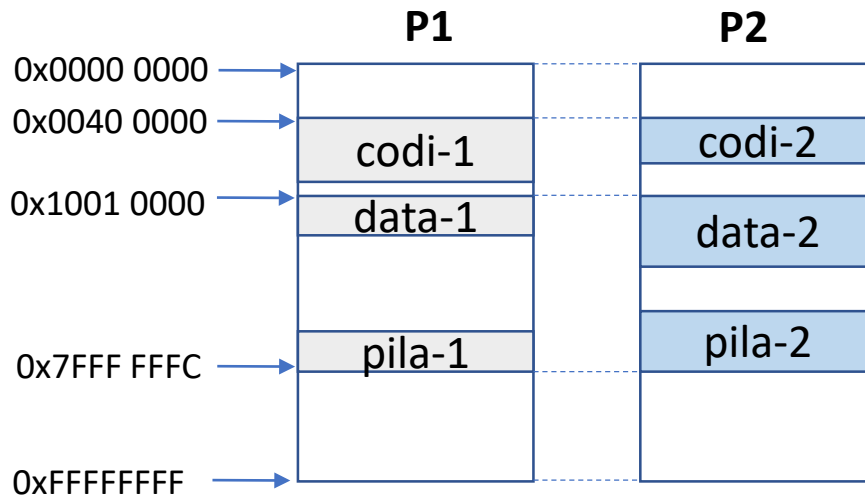 P1 P2
0x0000 0000
0x0040 0000
codi-1 codi-2
0x1001 0000
data-1 data-2
pila-1 pila-2
0x7FFF FFFC
0xFFFFFFFF